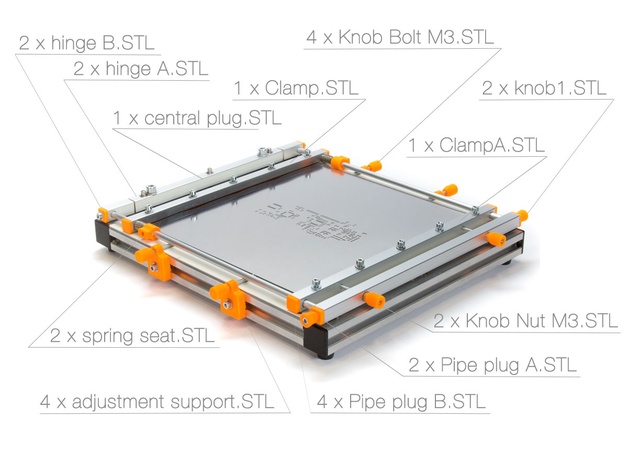 2 x hinge B.STL
4 x Knob Bolt M3.STL
2 x hinge A.STL
1 x Clamp.STL
2 x knob1.STL
1 x central plug.STL
1 x ClampA.STL
2 x spring seat.STL
2 x Knob Nut M3.STL
2 x Pipe plug A.STL
4 x adjustment support.STL
4 x Pipe plug B.STL